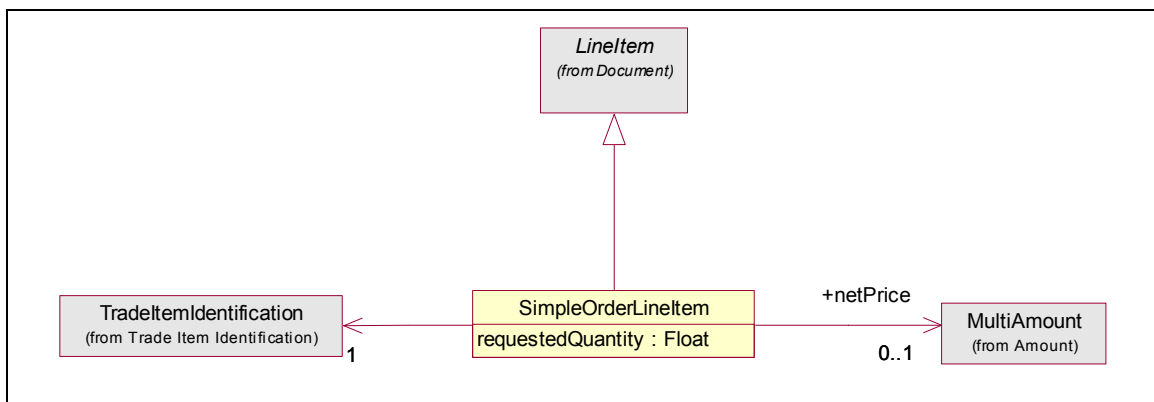 LineItem
(from Document)
TradeItemIdentification
(from Trade Item Identification)
1
SimpleOrderLineItem
requestedQuantity : Float
+netPrice
0..1
MultiAmount
(from Amount)